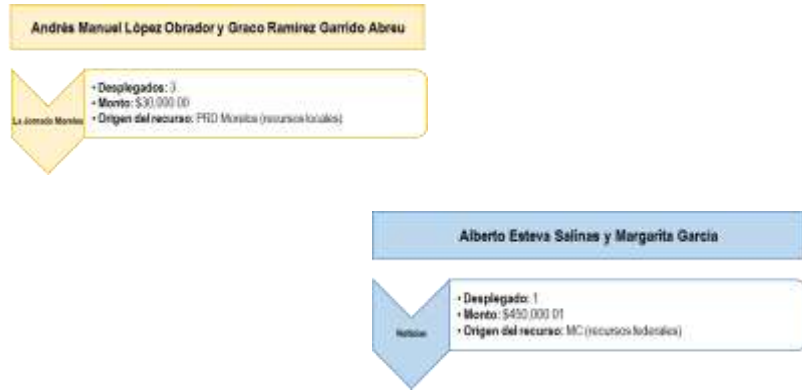 Andrés Manuel López Obrador y Graco Ramírez Garrido Abreu
La Jornada Morelos
• Desplegados: 3
• Monto: $30,000.00
• Origen del recurso: PRD Morelos (recursos locales)
Alberto Esteva Salinas y Margarita García
Noticias
• Desplegado: 1
• Monto: $450,000.01
• Origen del recurso: MC (recursos federales)